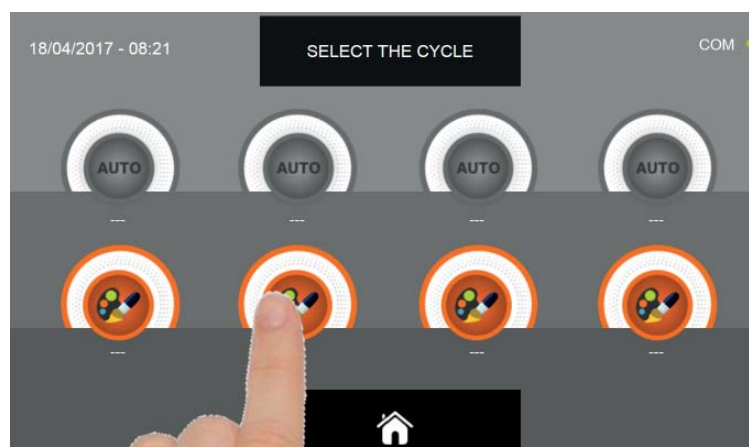 18/04/2017 - 08:21
SELECT THE CYCLE
COM
AUTO
AUTO
AUTO
AUTO
---
---
---
---
---
---
---